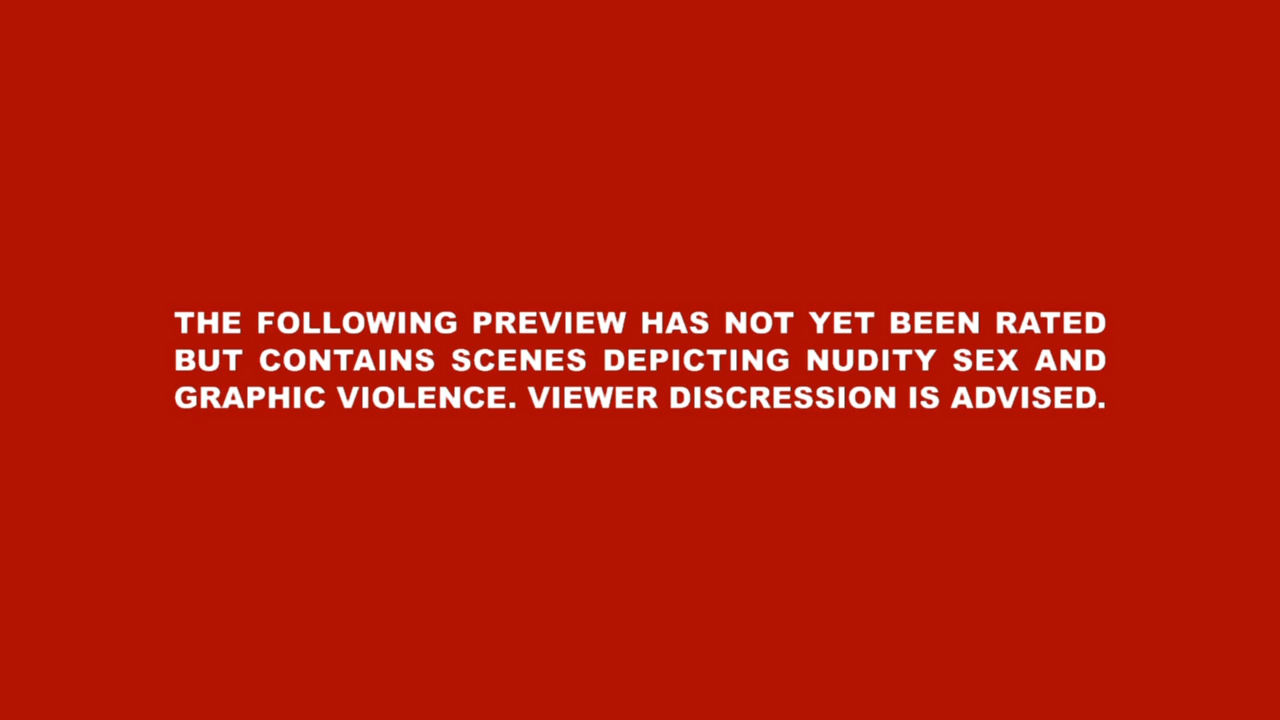 THE FOLLOWING PREVIEW HAS NOT YET BEEN RATED
BUT CONTAINS SCENES DEPICTING NUDITY SEX AND
GRAPHIC VIOLENCE. VIEWER DISCRESSION IS ADVISED.